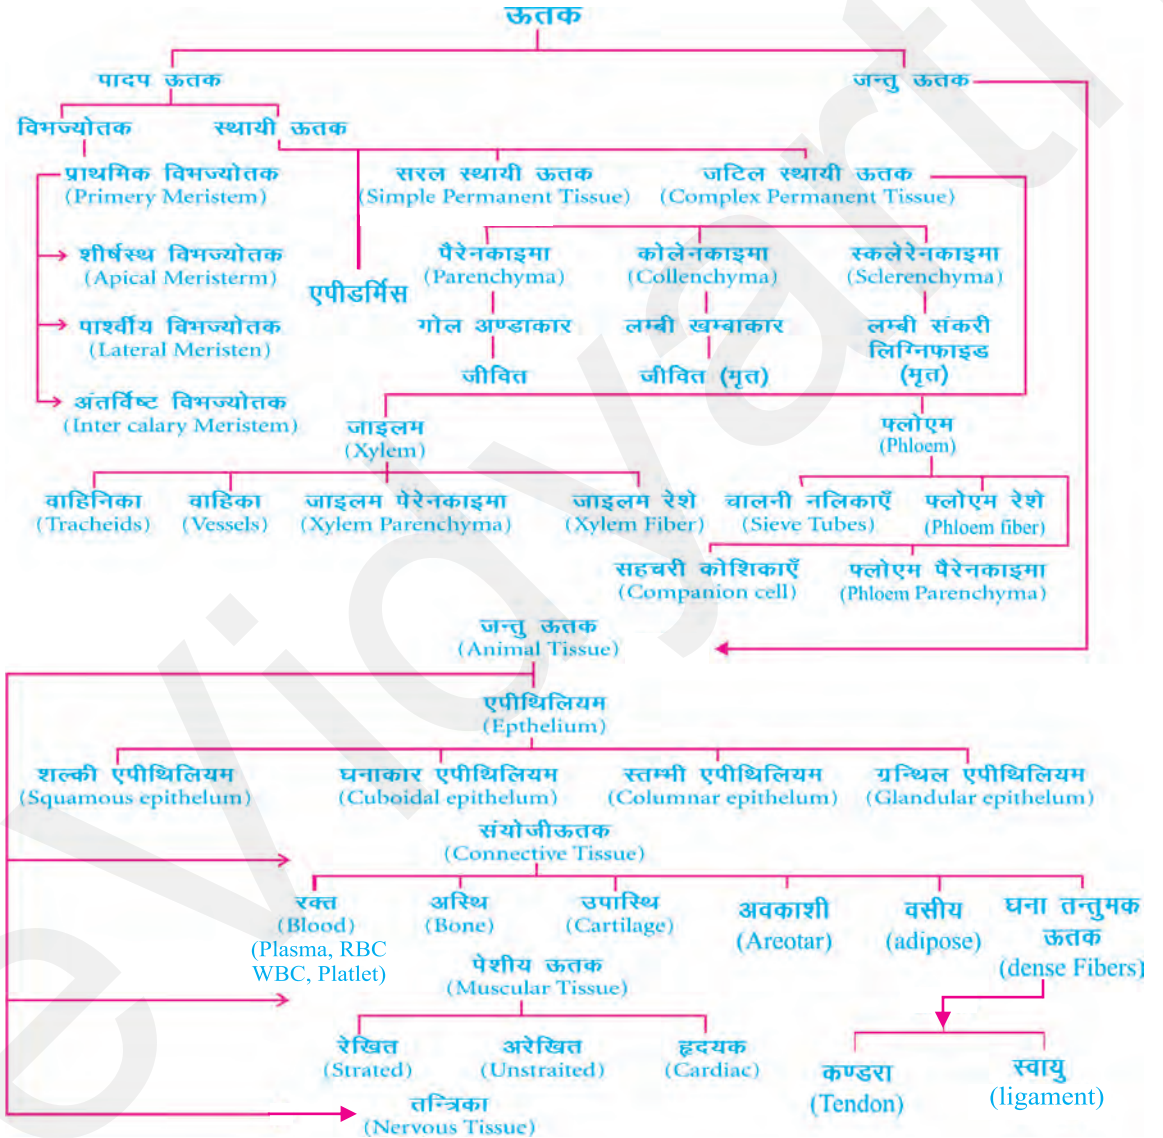 ऊतक
पादप ऊतक
जन्तु ऊतक
विभज्योतक
स्थायी ऊतक
प्राथमिक विभज्योतक
(Primery Meristem)
सरल स्थायी ऊतक
(Simple Permanent Tissue)
जटिल स्थायी ऊतक
(Complex Permanent Tissue)
शीर्षस्थ विभज्योतक
(Apical Meristerm)
एपीडर्मिस
पैरेनकाइमा
(Parenchyma)
कोलेनकाइमा
(Collenchyma)
स्कलेरेनकाइमा
(Sclerenchyma)
पार्श्वीय विभज्योतक
(Lateral Meristen)
गोल अण्डाकार
लम्बी खम्बाकार
लम्बी संकरी
लिग्निफाइड
(मृत)
जीवित
जीवित (मृत)
अंतर्विष्ट विभज्योतक
(Inter calary Meristem)
जाइलम
(Xylem)
फ्लोएम
(Phloem)
वाहिनिका
(Tracheids)
वाहिका
(Vessels)
जाइलम पेरेनकाइमा
(Xylem Parenchyma)
जाइलम रेशे
(Xylem Fiber)
चालनी नलिकाएँ
(Sieve Tubes)
फ्लोएम रेशे
(Phloem fiber)
सहचरी कोशिकाएँ
(Companion cell)
फ्लोएम पैरेनकाइमा
(Phloem Parenchyma)
जन्तु ऊतक
(Animal Tissue)
एपीथिलियम
(Epthelium)
शल्की एपीथिलियम
(Squamous epithelum)
घनाकार एपीथिलियम
(Cuboidal epithelum)
स्तम्भी एपीथिलियम
(Columnar epithelum)
ग्रन्थिल एपीथिलियम
(Glandular epithelum)
संयोजीऊतक
(Connective Tissue)
रक्त
(Blood)
(Plasma, RBC
WBC, Platlet)
अस्थि
(Bone)
उपास्थि
(Cartilage)
अवकाशी
(Areotar)
वसीय
(adipose)
घना तन्तुमक
ऊतक
(dense Fibers)
पेशीय ऊतक
(Muscular Tissue)
रेखित
(Strated)
अरेखित
(Unstraited)
हृदयक
(Cardiac)
कण्डरा
(Tendon)
स्वायु
(ligament)
तन्त्रिका
(Nervous Tissue)
eVidyarthi